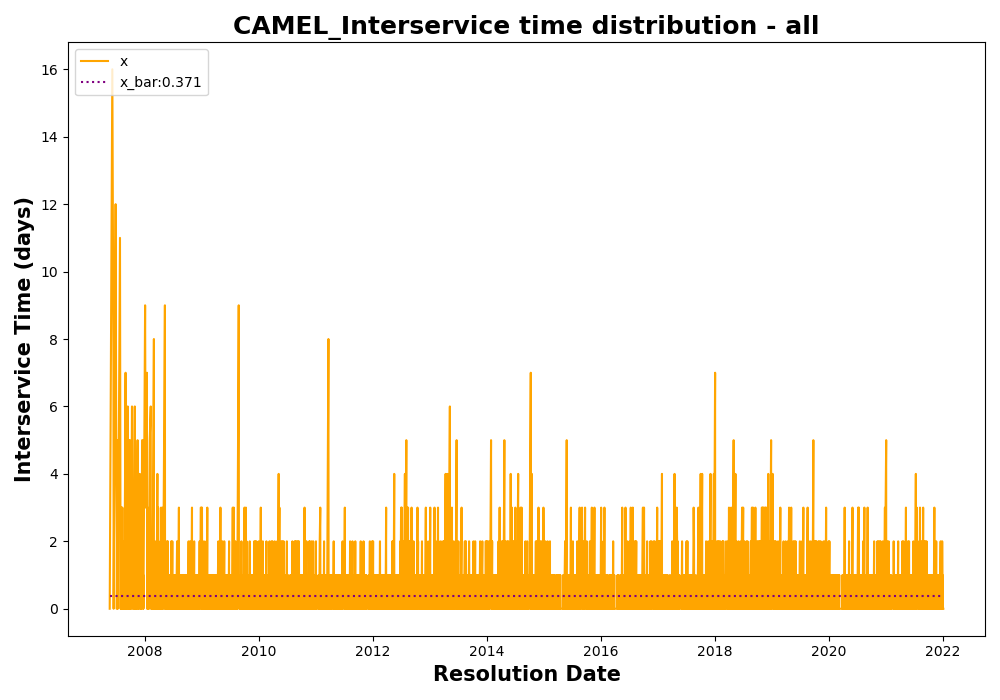 CAMEL_Interservice time distribution - all
x
x_bar:0.371
Interservice Time (days)
16
14
12
10
8
6
4
2
0
2008 2010 2012 2014 2016 2018 2020 2022
Resolution Date